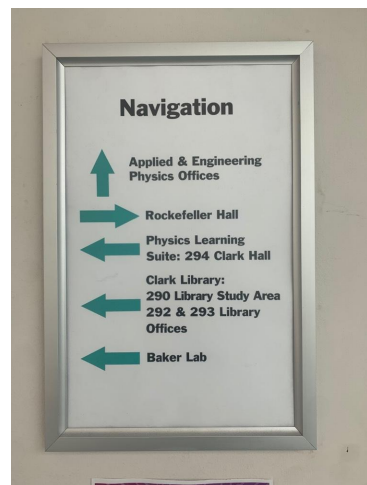 Navigation
Applied & Engineering
Physics Offices
Rockefeller Hall
Physics Learning
Suite: 294 Clark Hall
Clark Library:
290 Library Study Area
292 & 293 Library
Offices
Baker Lab